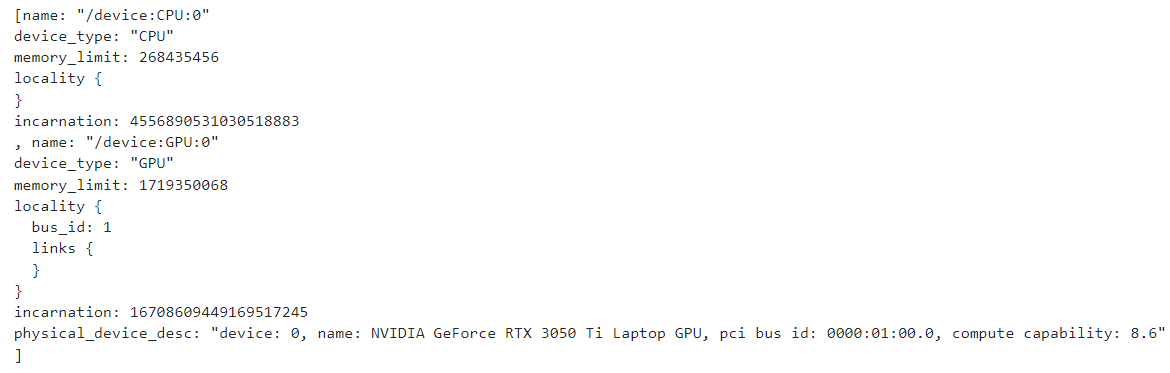 [name: "/device:CPU:0"
device_type: "CPU"
memory_limit: 268435456
locality {
}
incarnation: 4556890531030518883
, name: "/device:GPU:0"
device_type: "GPU"
memory_limit: 1719350068
locality {
  bus_id: 1
  links {
  }
}
incarnation: 16708609449169517245
physical_device_desc: "device: 0, name: NVIDIA GeForce RTX 3050 Ti Laptop GPU, pci bus id: 0000:01:00.0, compute capability: 8.6"
]